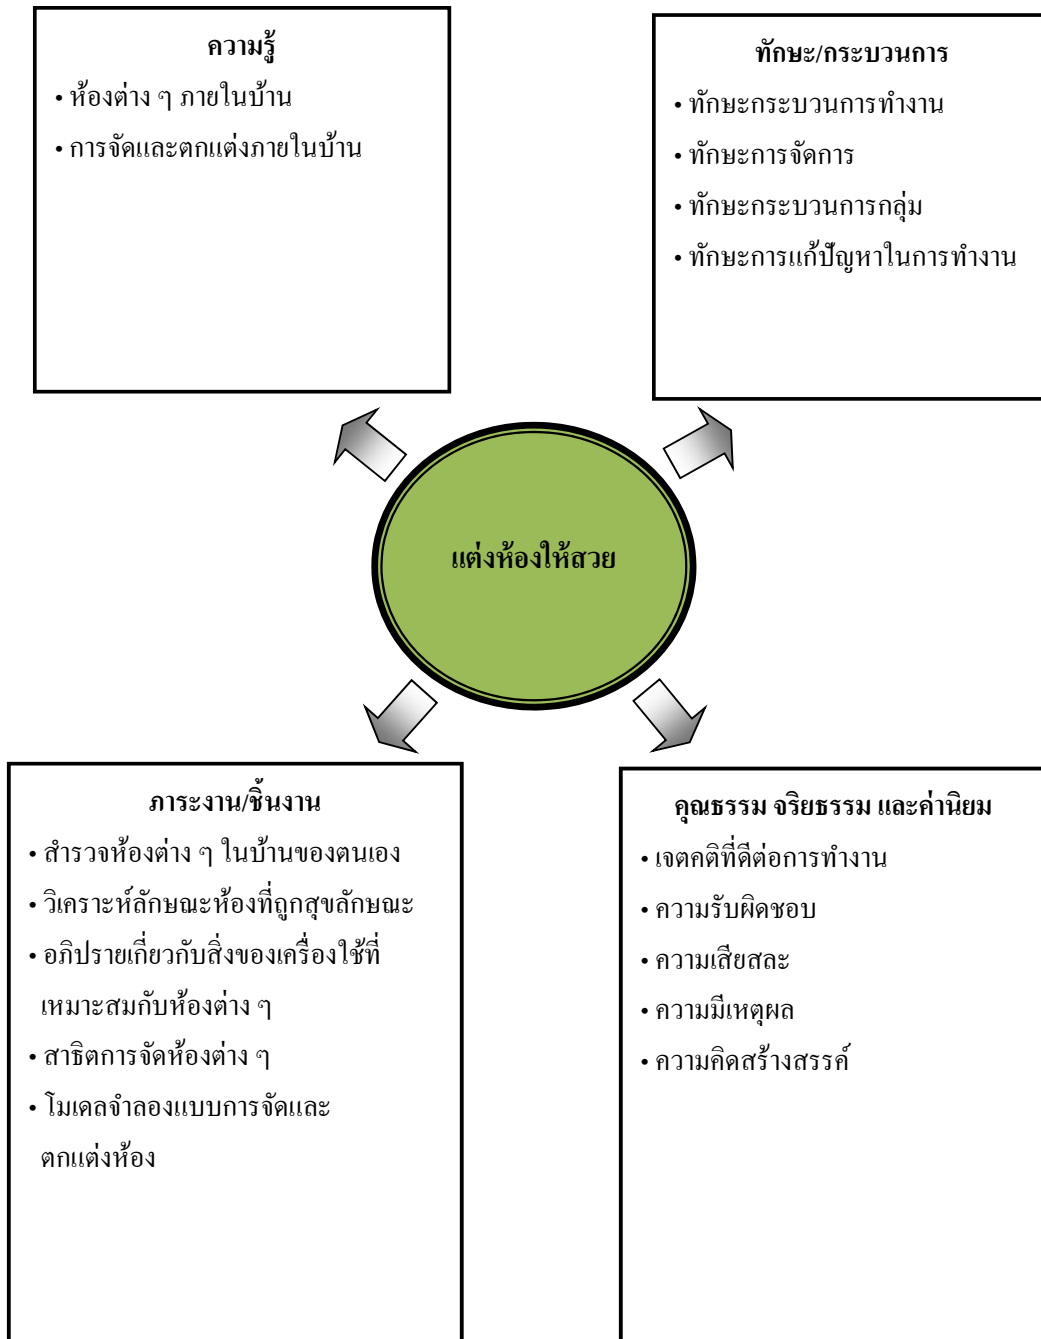 ความรู้
• ห้องต่าง ๆ ภายในบ้าน
• การจัดและตกแต่งภายในบ้าน
ทักษะ/กระบวนการ
• ทักษะกระบวนการทำงาน
• ทักษะการจัดการ
• ทักษะกระบวนการกลุ่ม
• ทักษะการแก้ปัญหาในการทำงาน
แต่งห้องให้สวย
ภาระงาน/ชิ้นงาน
• สำรวจห้องต่าง ๆ ในบ้านของตนเอง
• วิเคราะห์ลักษณะห้องที่ถูกสุขลักษณะ
• อภิปรายเกี่ยวกับสิ่งของเครื่องใช้ที่
เหมาะสมกับห้องต่าง ๆ
• สาธิตการจัดห้องต่าง ๆ
• โมเดลจำลองแบบการจัดและ
ตกแต่งห้อง
คุณธรรม จริยธรรม และค่านิยม
• เจตคติที่ดีต่อการทำงาน
• ความรับผิดชอบ
• ความเสียสละ
• ความมีเหตุผล
• ความคิดสร้างสรรค์